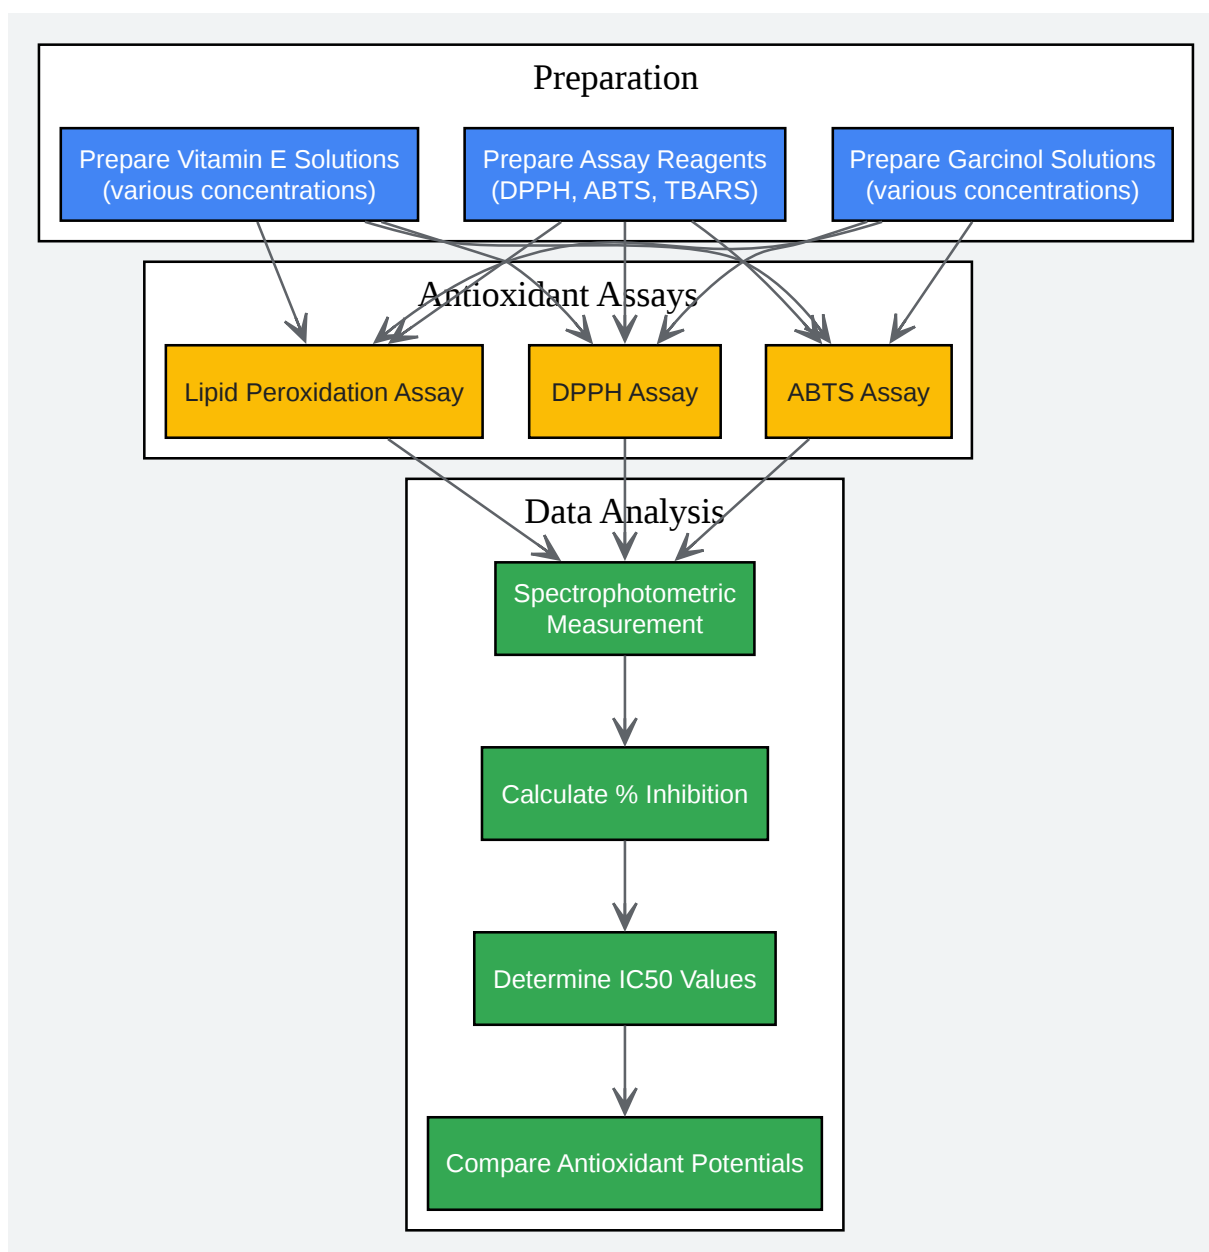 Preparation
Prepare Vitamin E Solutions
(various concentrations)
Prepare Assay Reagents
(DPPH, ABTS, TBARS)
Prepare Garcinol Solutions
(various concentrations)
Antioxidant Assays
Lipid Peroxidation Assay
DPPH Assay
ABTS Assay
Data Analysis
Spectrophotometric
Measurement
Calculate % Inhibition
Determine IC50 Values
Compare Antioxidant Potentials